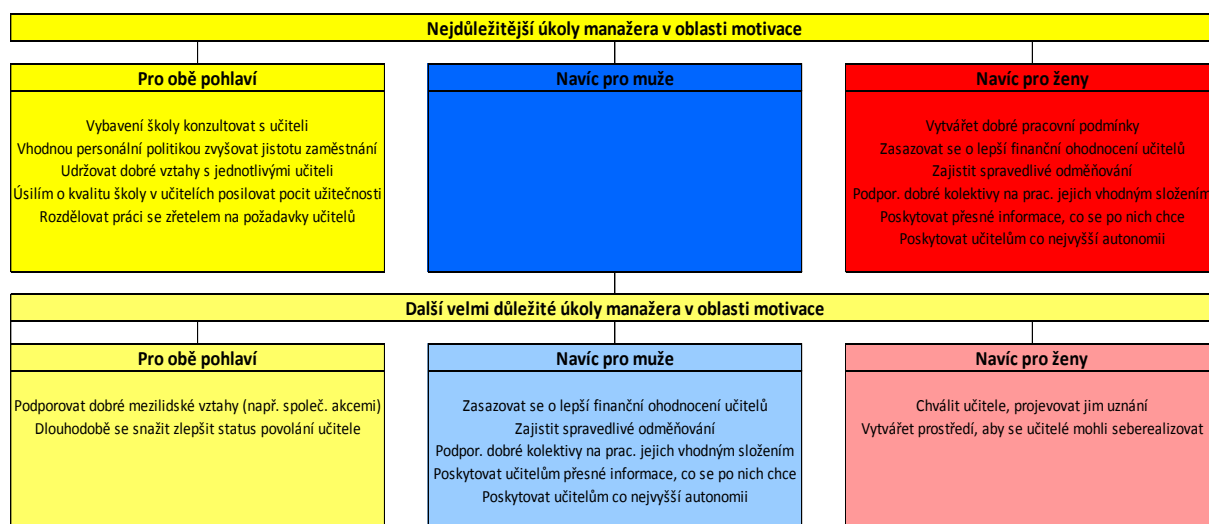 Nejdůležitější úkoly manažera v oblasti motivace
Pro obě pohlaví
Vybavení školy konzultovat s učiteli
Vhodnou personální politikou zvyšovat jistotu zaměstnání
Udržovat dobré vztahy s jednotlivými učiteli
Úsilím o kvalitu školy v učitelích posilovat pocit užitečnosti
Rozdělovat práci se zřetelem na požadavky učitelů
Navíc pro muže
Navíc pro ženy
Vytvářet dobré pracovní podmínky
Zasazovat se o lepší finanční ohodnocení učitelů
Zajistit spravedlivé odměňování
Podpor. dobré kolektivy na prac. jejich vhodným složením
Poskytovat přesné informace, co se po nich chce
Poskytovat učitelům co nejvyšší autonomii
Další velmi důležité úkoly manažera v oblasti motivace
Pro obě pohlaví
Podporovat dobré mezilidské vztahy (např. společ. akcemi)
Dlouhodobě se snažit zlepšit status povolání učitele
Navíc pro muže
Zasazovat se o lepší finanční ohodnocení učitelů
Zajistit spravedlivé odměňování
Podpor. dobré kolektivy na prac. jejich vhodným složením
Poskytovat učitelům přesné informace, co se po nich chce
Poskytovat učitelům co nejvyšší autonomii
Navíc pro ženy
Chválit učitele, projevovat jim uznání
Vytvářet prostředí, aby se učitelé mohli seberealizovat